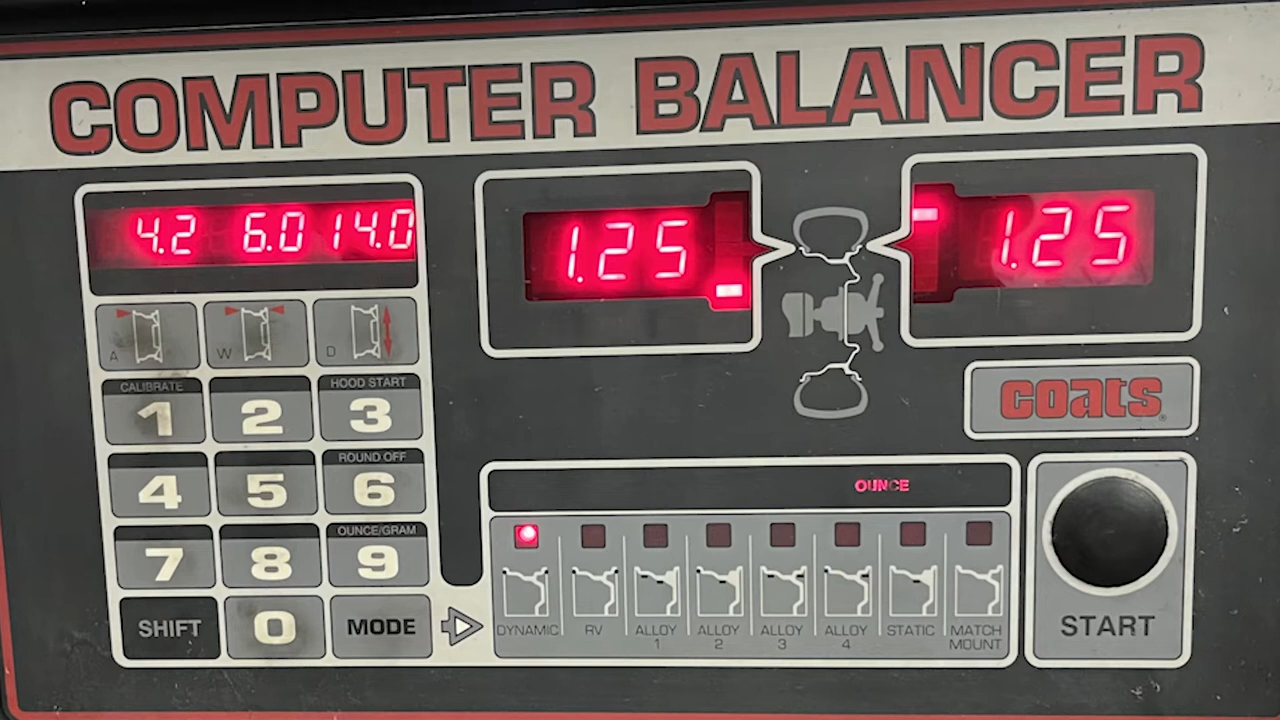 COMPUTER BALANCER
4.2 6.0 14.0
1.25
1.25
A W D
CALIBRATE HOOD START
1 2 3
coats®
ROUND OFF
4 5 6
OUNCE
OUNCE/GRAM
7 8 9
SHIFT 0 MODE
DYNAMIC RV ALLOY 1 ALLOY 2 ALLOY 3 ALLOY 4 STATIC MATCH MOUNT
START